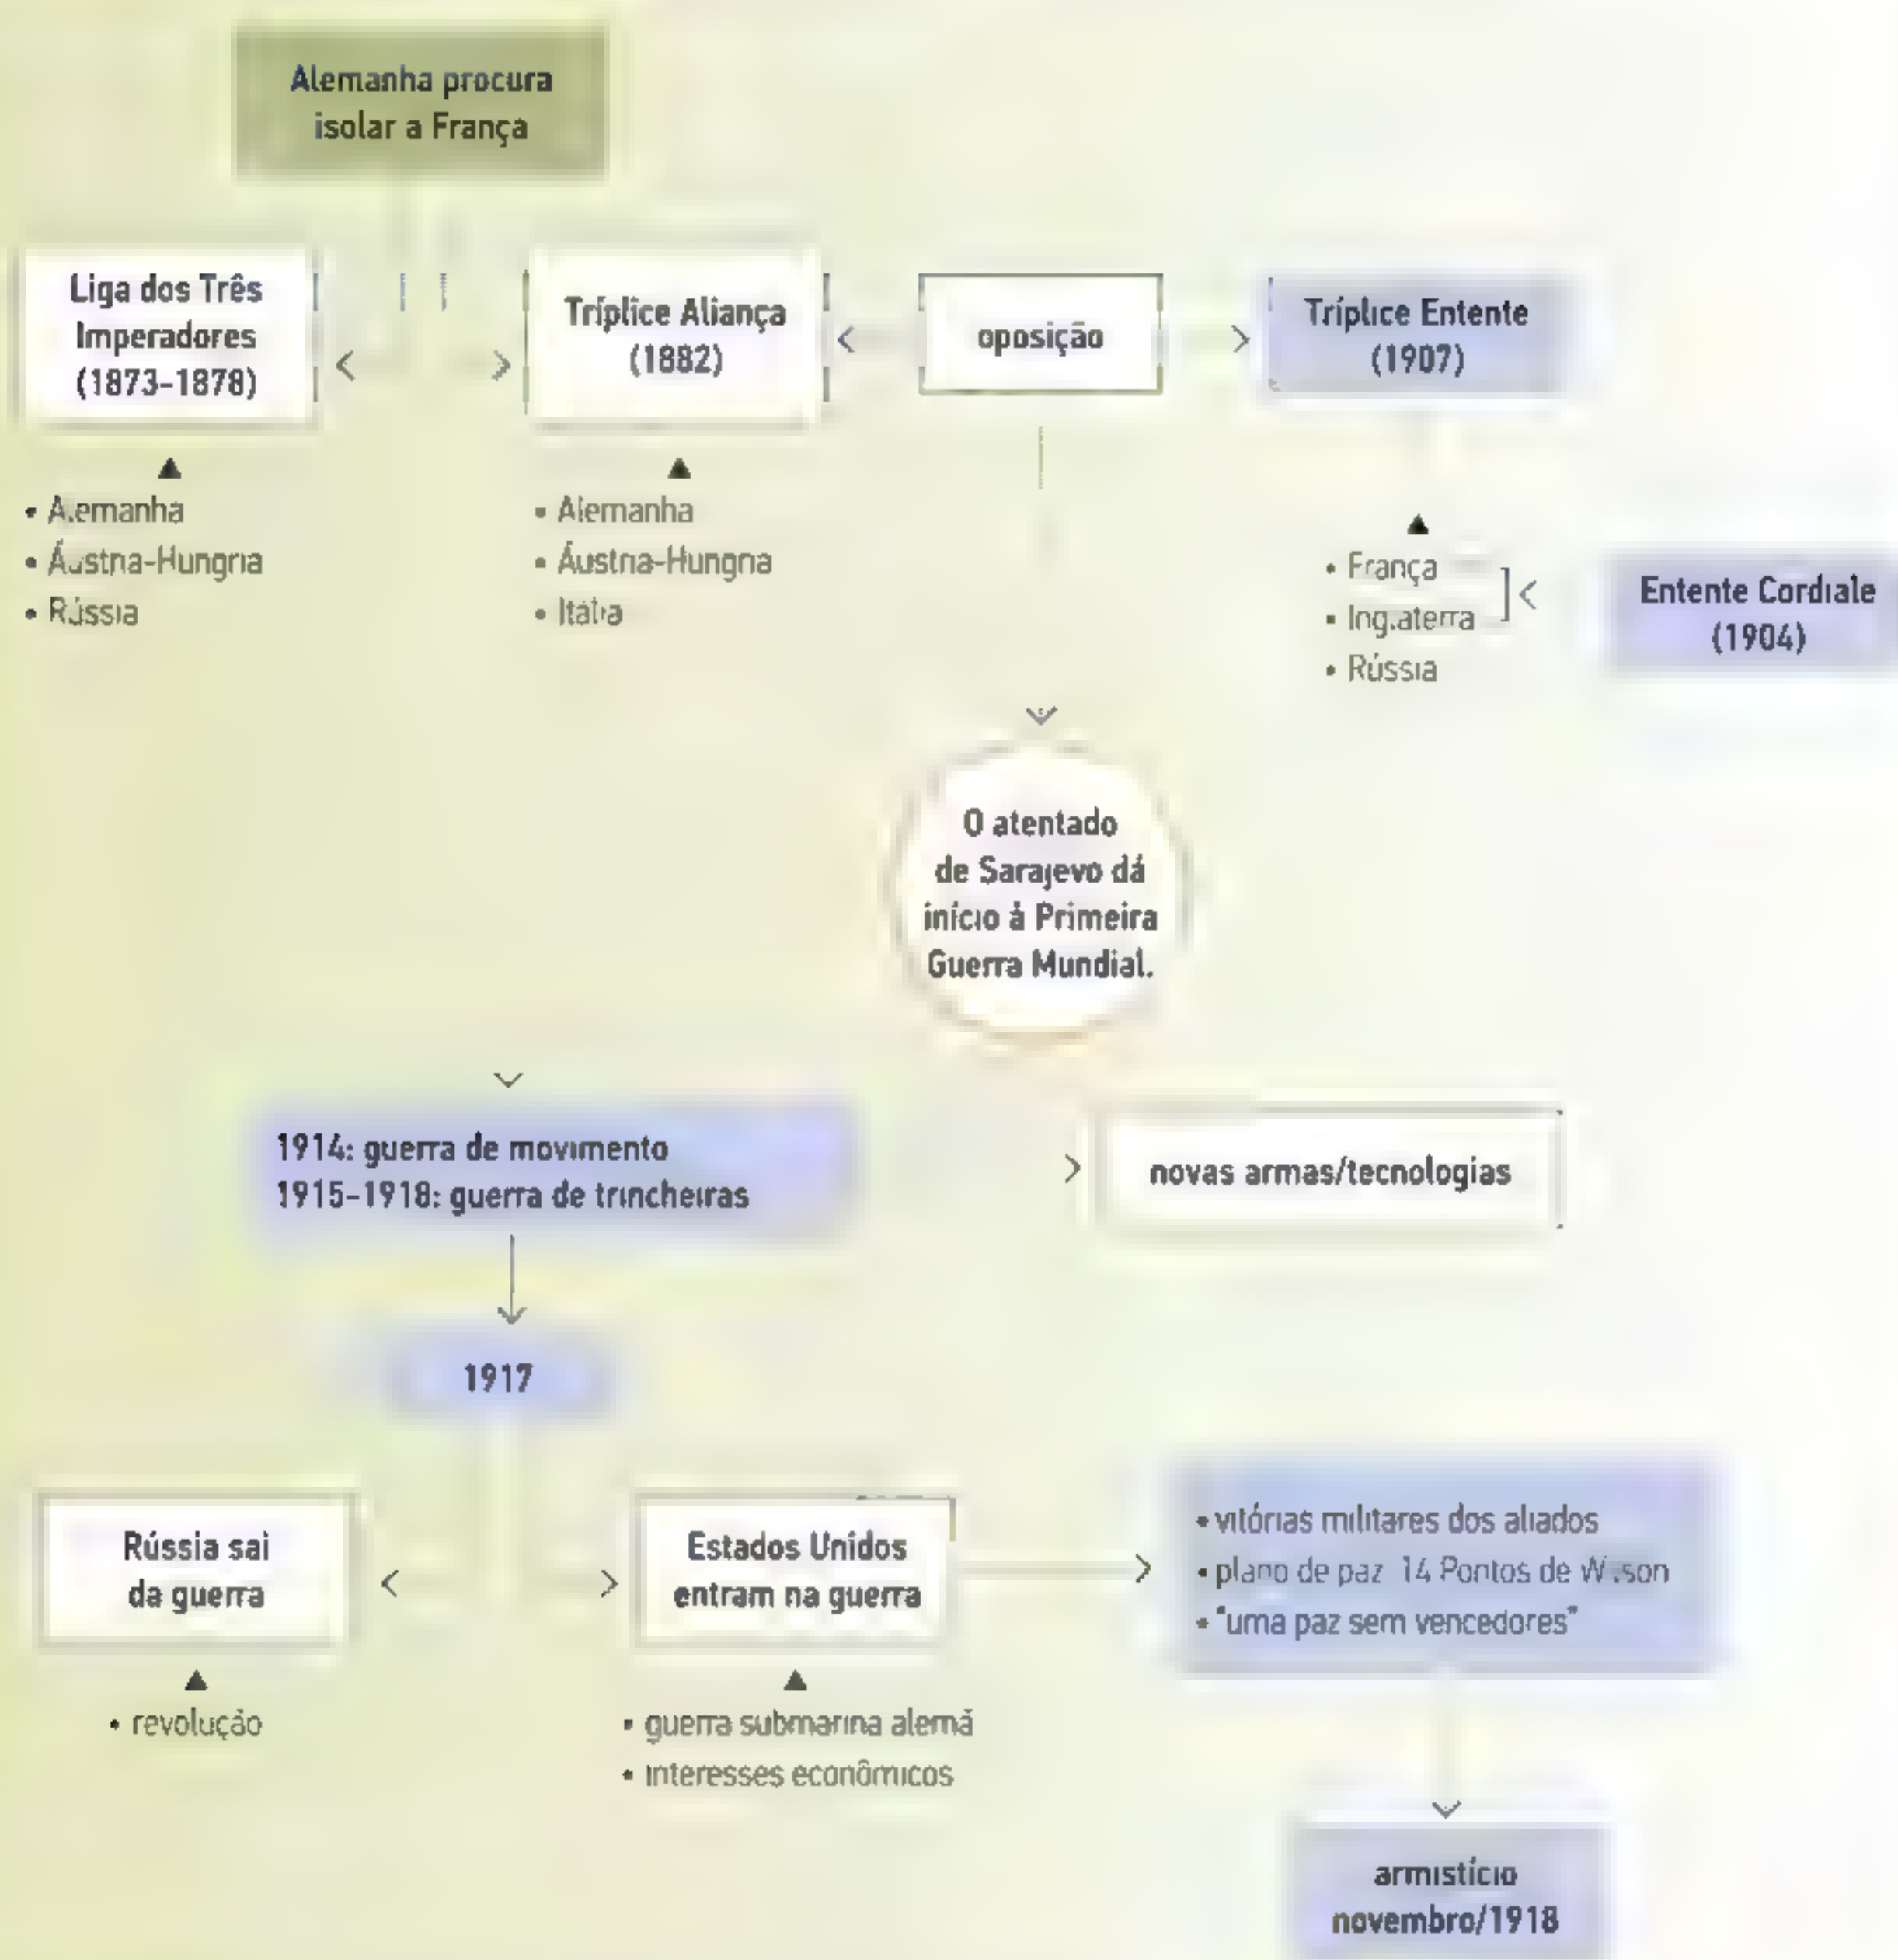 Alemanha procura
isolar a França
Liga dos Três
Imperadores
(1873-1878)
Tríplice Aliança
(1882)
oposição
Tríplice Entente
(1907)
• Alemanha
• Áustria-Hungria
• Rússia
• Alemanha
• Áustria-Hungria
• Itália
• França
• Inglaterra
• Rússia
Entente Cordiale
(1904)
O atentado
de Sarajevo dá
início à Primeira
Guerra Mundial.
1914: guerra de movimento
1915-1918: guerra de trincheiras
novas armas/tecnologias
1917
Rússia sai
da guerra
• revolução
Estados Unidos
entram na guerra
• guerra submarina alemã
• interesses econômicos
• vitórias militares dos aliados
• plano de paz 14 Pontos de Wilson
• "uma paz sem vencedores"
armistício
novembro/1918